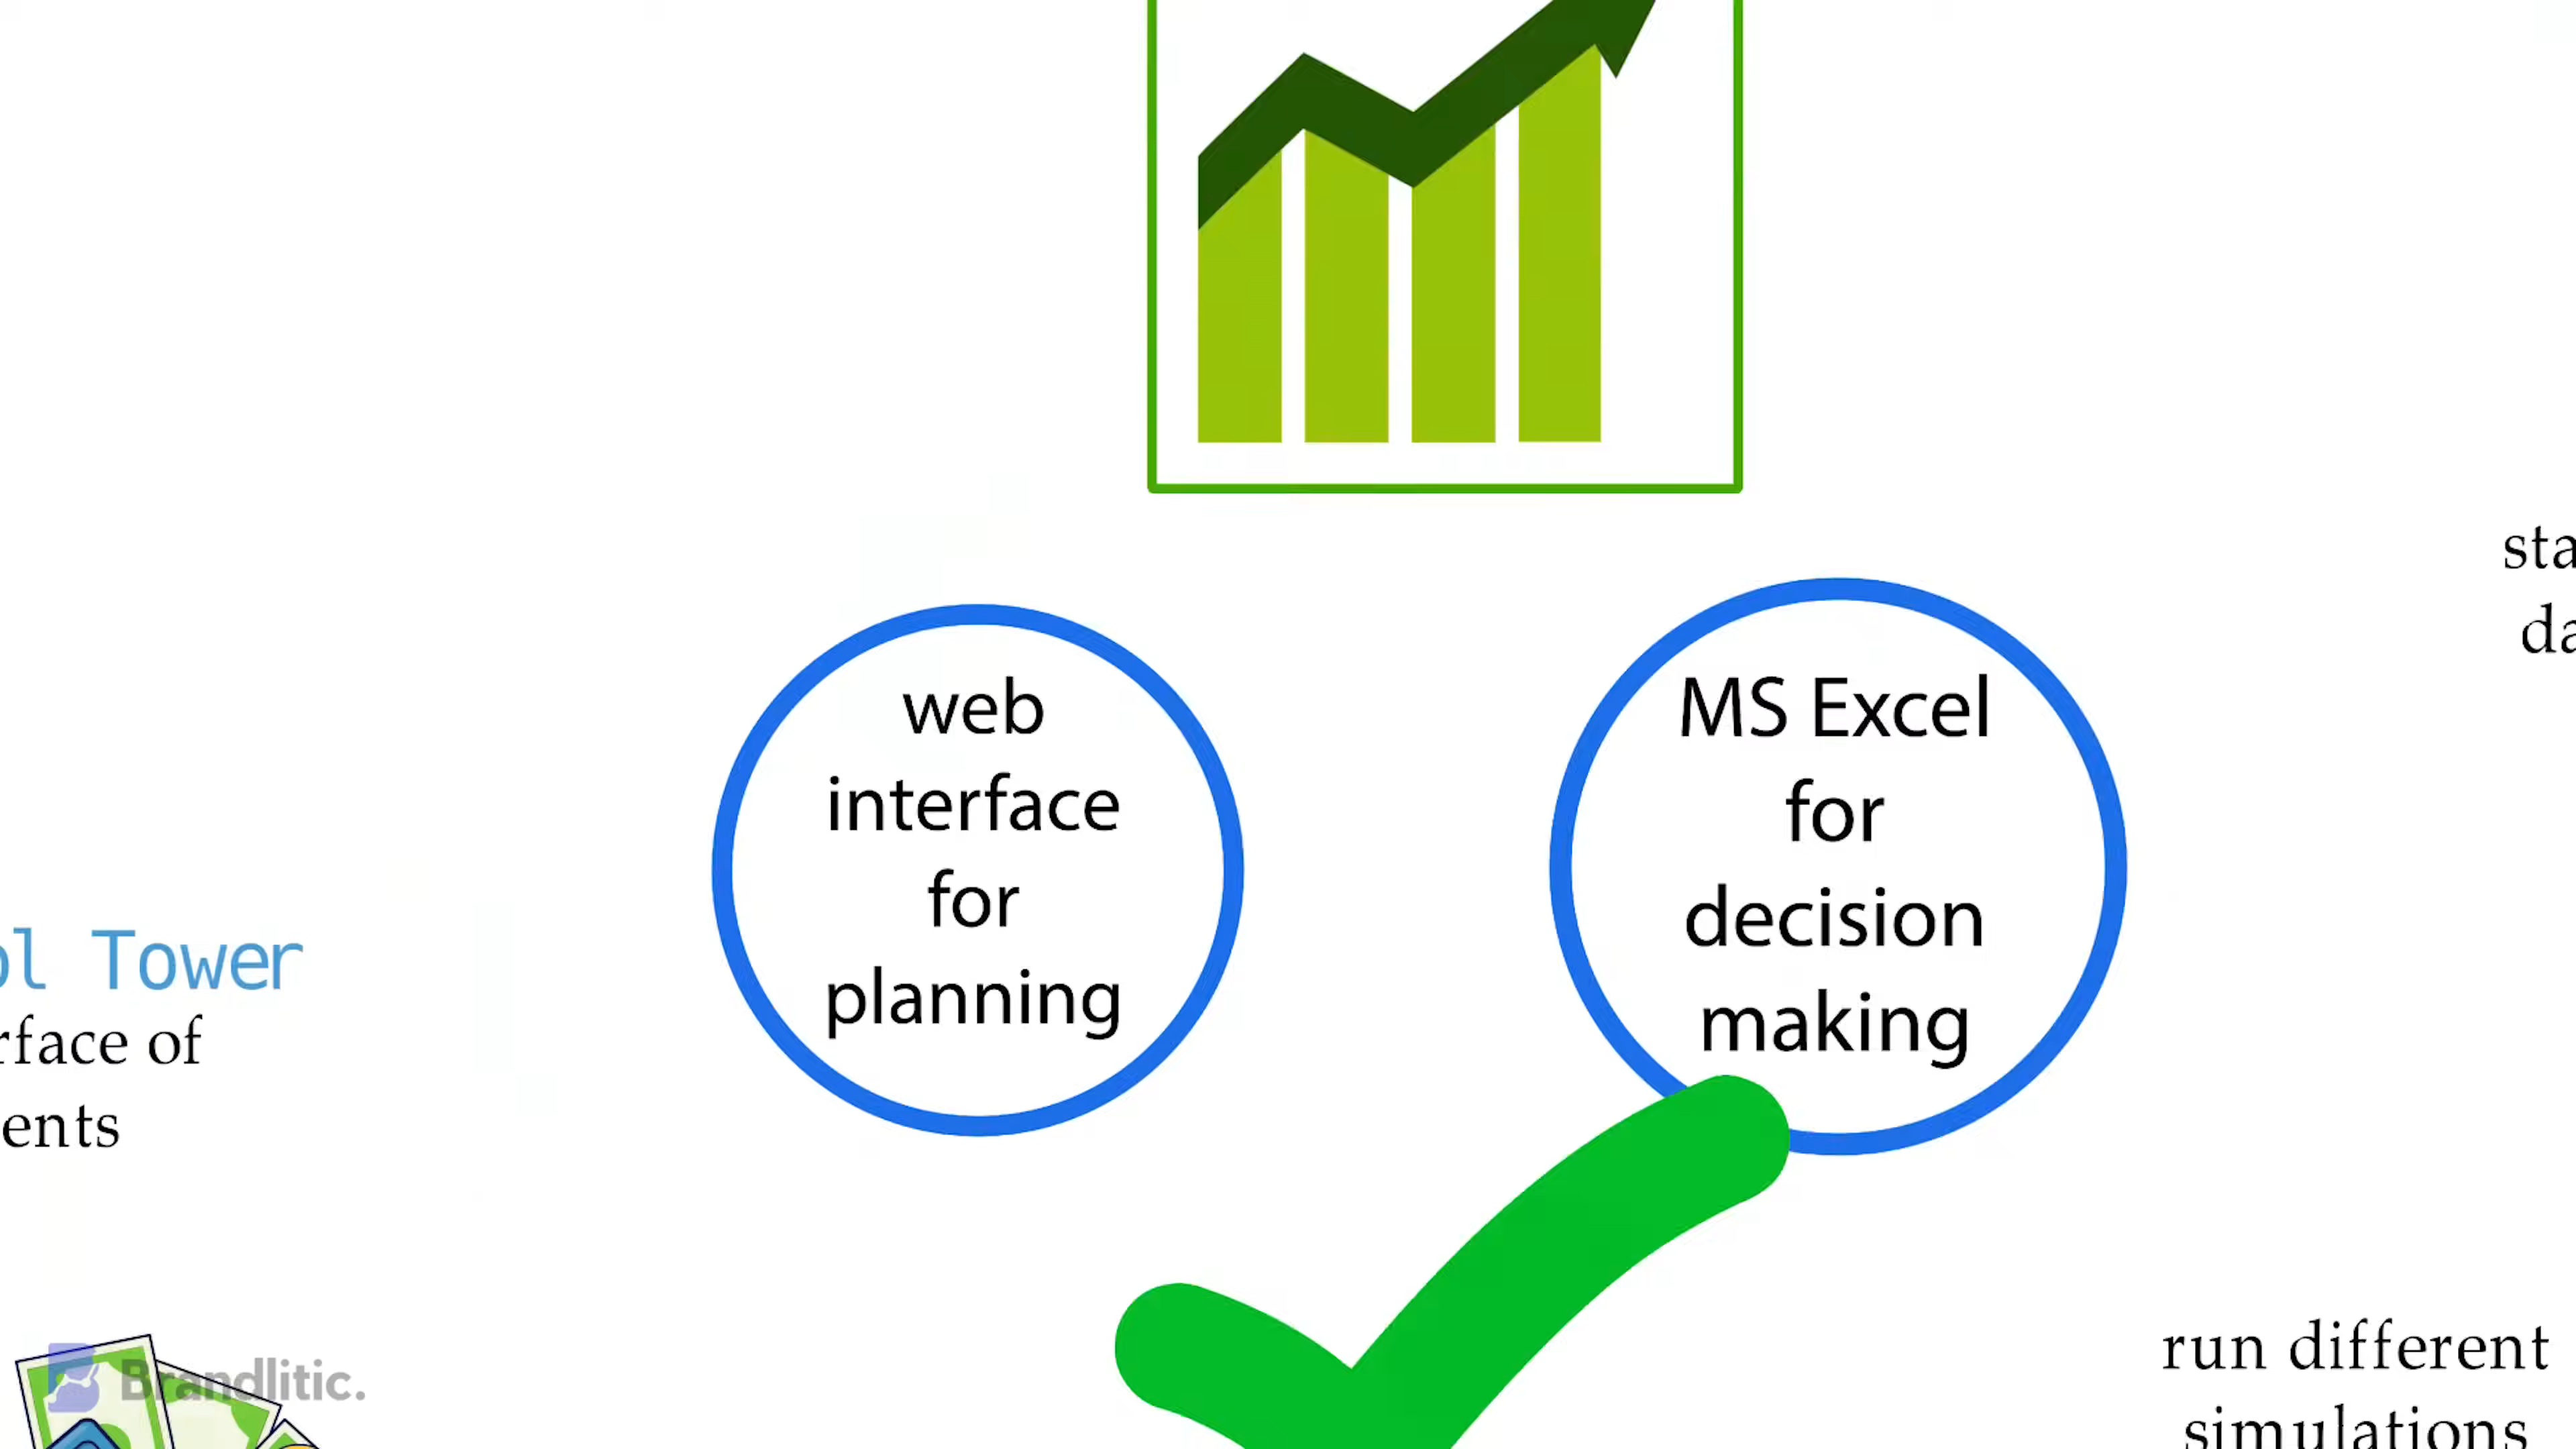 sta
da
web
interface
for
planning
MS Excel
for
decision
making
ol Tower
rface of
ents
Brandlitic.
run different
simulations